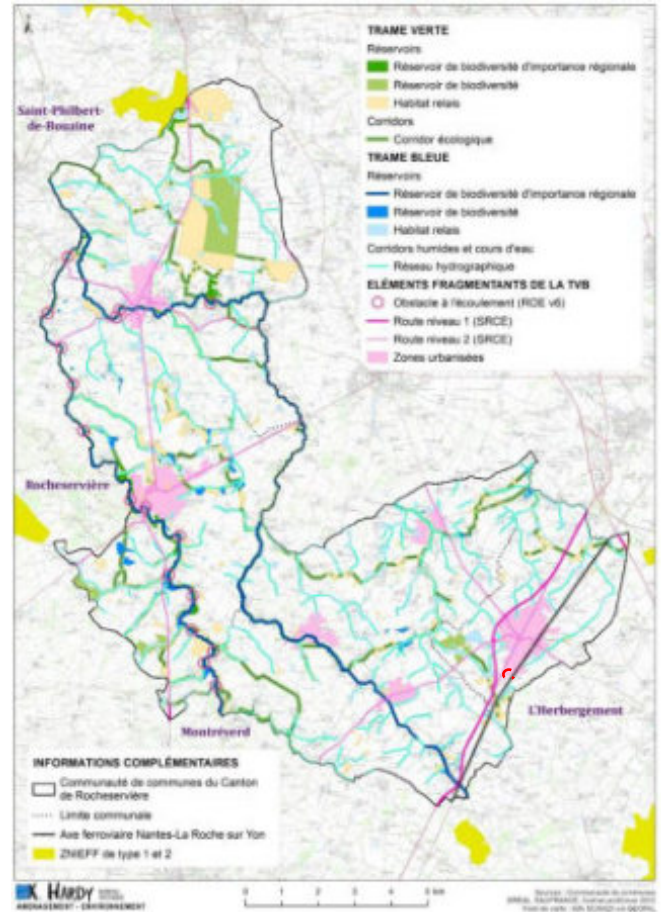 TRAME VERTE
Réservoirs
Réservoir de biodiversité d'importance régionale
Réservoir de biodiversité
Habitat relais
Corridors
Corridor écologique
TRAME BLEUE
Réservoirs
Réservoir de biodiversité d'importance régionale
Réservoir de biodiversité
Habitat relais
Corridors humides et cours d'eau
Réseau hydrographique
ELÉMENTS FRAGMENTANTS DE LA TVB
Obstacle à l'écoulement (ROE v6)
Route niveau 1 (SRCE)
Route niveau 2 (SRCE)
Zones urbanisées
Saint-Philbert-
de-Bouaine
Rocheservière
L'Herbergement
Montréverd
INFORMATIONS COMPLÉMENTAIRES
Communauté de communes du Canton
de Rocheservière
Limite communale
Axe ferroviaire Nantes-La Roche sur Yon
ZNIEFF de type 1 et 2
X HARDY
AMENAGEMENT - ENVIRONNEMENT
0 1 2 3 4 5 km